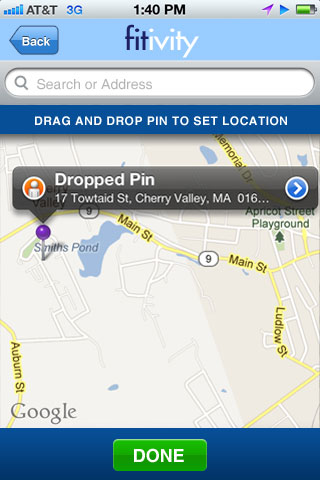 AT&T 3G 1:40 PM
Back
fitivity
Search or Address
DRAG AND DROP PIN TO SET LOCATION
Memorial Dr
Cherry
Valley
Dropped Pin
17 Towtaid St, Cherry Valley, MA 016...
9
Main St
Apricot Street
Playground
Smiths Pond
9
Main St
Ludlow St
Auburn St
Google
DONE